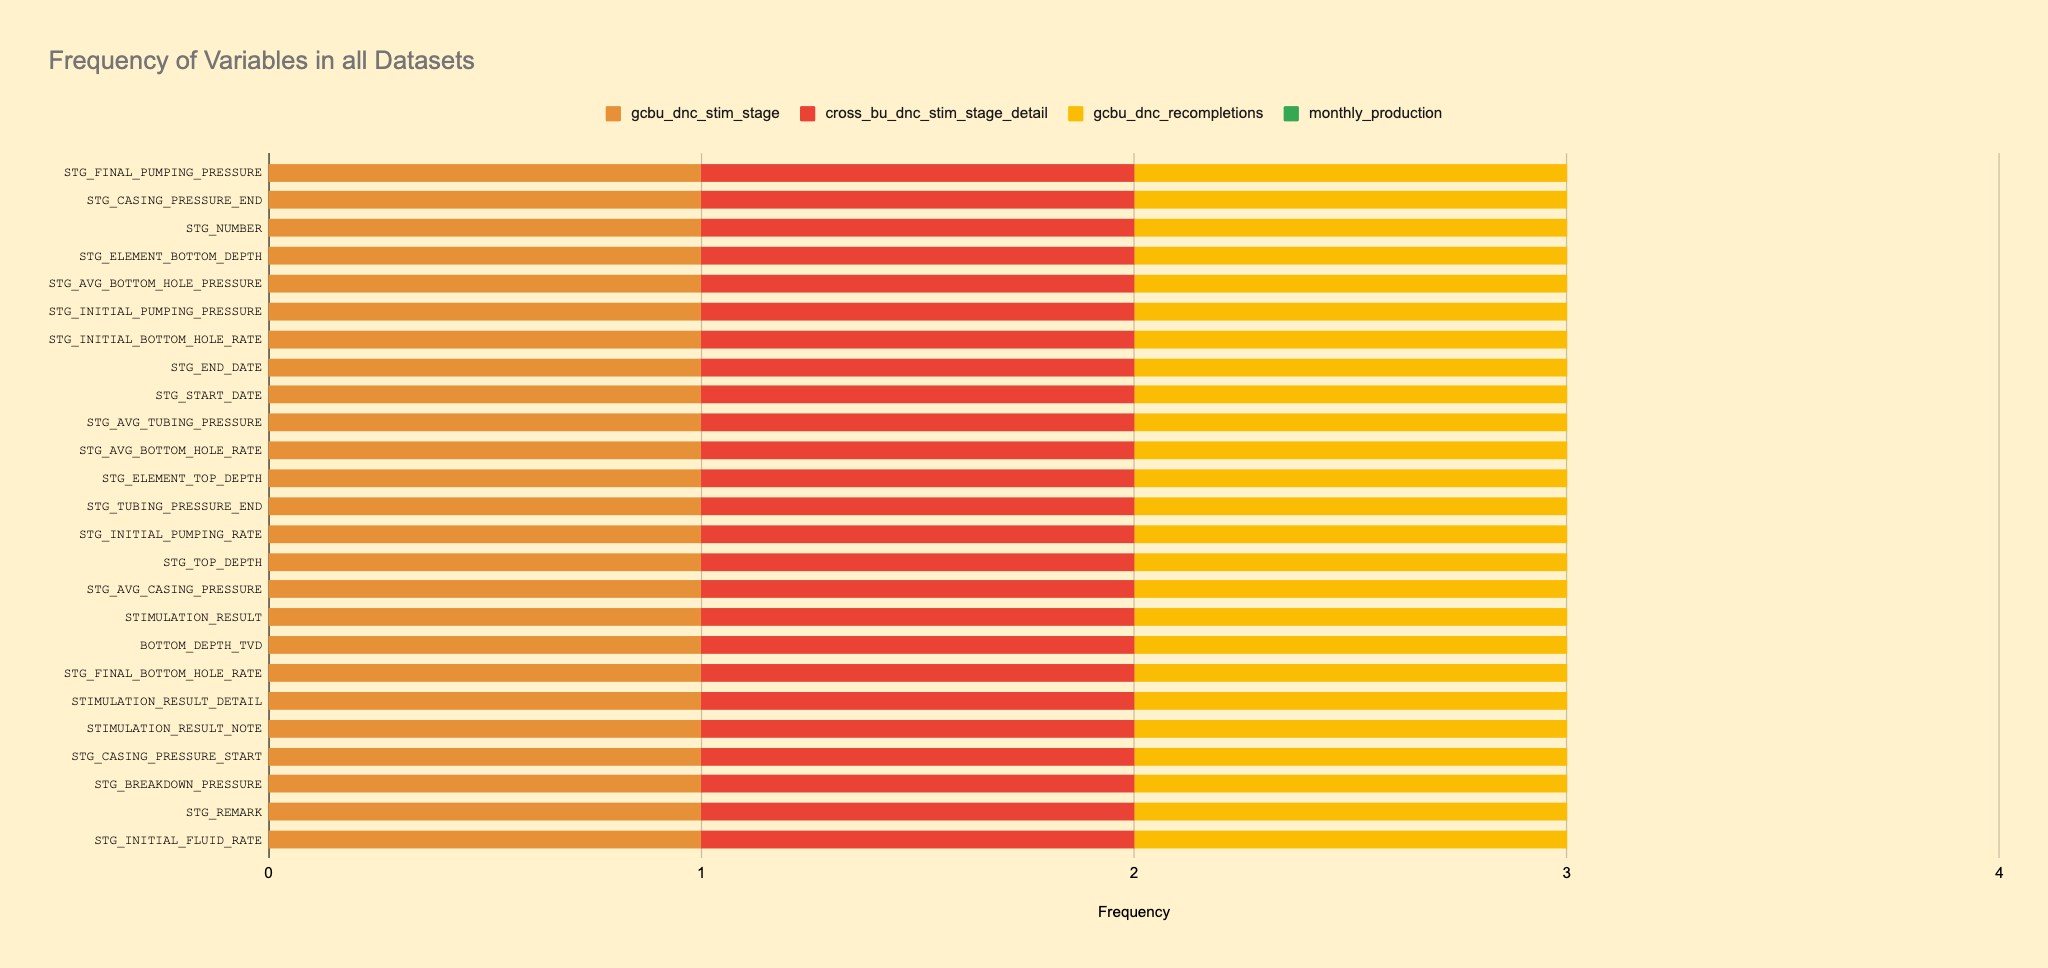 Frequency of Variables in all Datasets
gcbu_dnc_stim_stage cross_bu_dnc_stim_stage_detail gcbu_dnc_recompletions monthly_production
STG_FINAL_PUMPING_PRESSURE
STG_CASING_PRESSURE_END
STG_NUMBER
STG_ELEMENT_BOTTOM_DEPTH
STG_AVG_BOTTOM_HOLE_PRESSURE
STG_INITIAL_PUMPING_PRESSURE
STG_INITIAL_BOTTOM_HOLE_RATE
STG_END_DATE
STG_START_DATE
STG_AVG_TUBING_PRESSURE
STG_AVG_BOTTOM_HOLE_RATE
STG_ELEMENT_TOP_DEPTH
STG_TUBING_PRESSURE_END
STG_INITIAL_PUMPING_RATE
STG_TOP_DEPTH
STG_AVG_CASING_PRESSURE
STIMULATION_RESULT
BOTTOM_DEPTH_TVD
STG_FINAL_BOTTOM_HOLE_RATE
STIMULATION_RESULT_DETAIL
STIMULATION_RESULT_NOTE
STG_CASING_PRESSURE_START
STG_BREAKDOWN_PRESSURE
STG_REMARK
STG_INITIAL_FLUID_RATE
0 1 2 3 4
Frequency